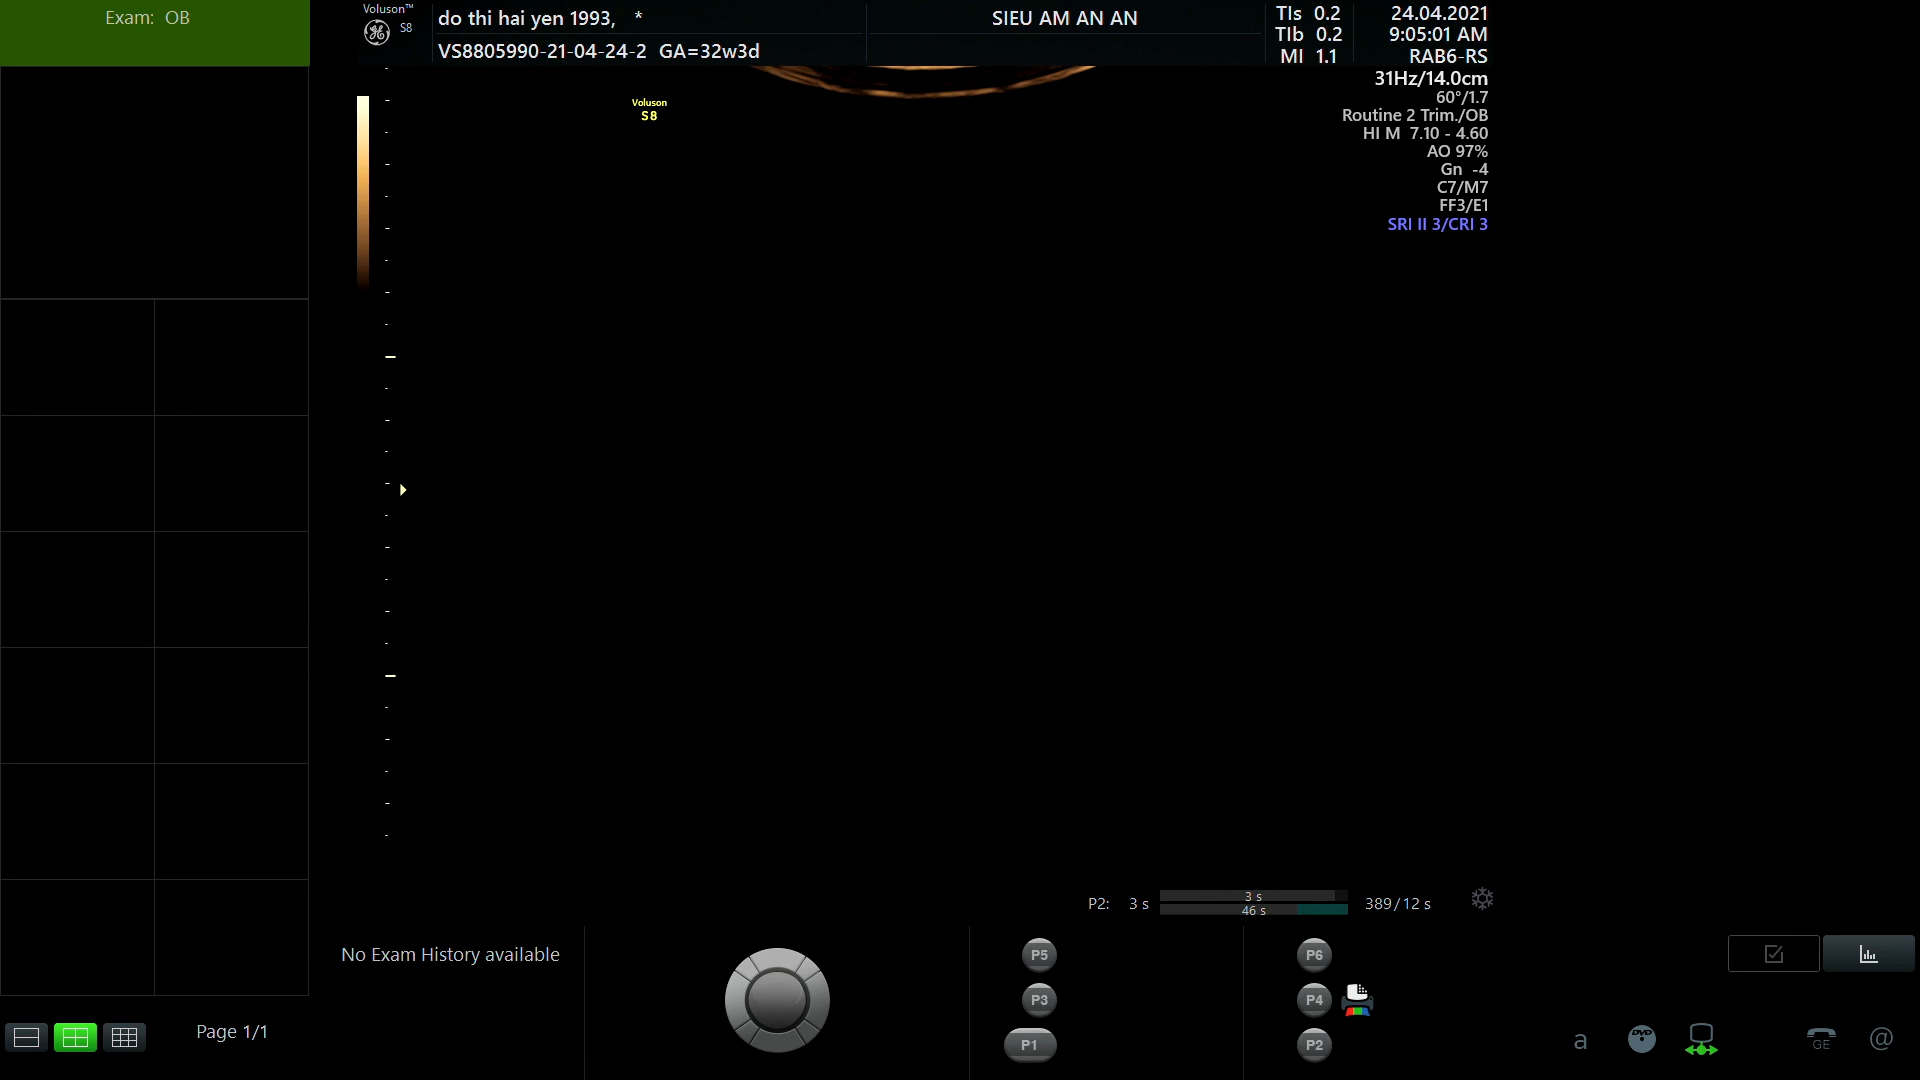 Exam: OB
Voluson™
S8
do thi hai yen 1993, *
VS8805990-21-04-24-2 GA=32w3d
SIEU AM AN AN
TIs 0.2
TIb 0.2
MI 1.1
24.04.2021
9:05:01 AM
RAB6-RS
31Hz/14.0cm
60°/1.7
Routine 2 Trim./OB
HI M 7.10 - 4.60
AO 97%
Gn -4
C7/M7
FF3/E1
SRI II 3/CRI 3
Voluson
S8
P2: 3 s
3 s
46 s
389/12 s
No Exam History available
P5
P3
P1
P6
P4
P2
Page 1/1
a
DVD
GE
@